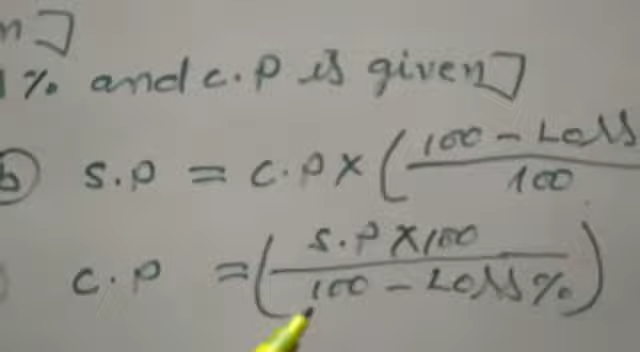 n]
% and c.p is given]
b s.p = c.p × ( 100 - Loss / 100
c.p = ( s.p × 100 / 100 - Loss % )